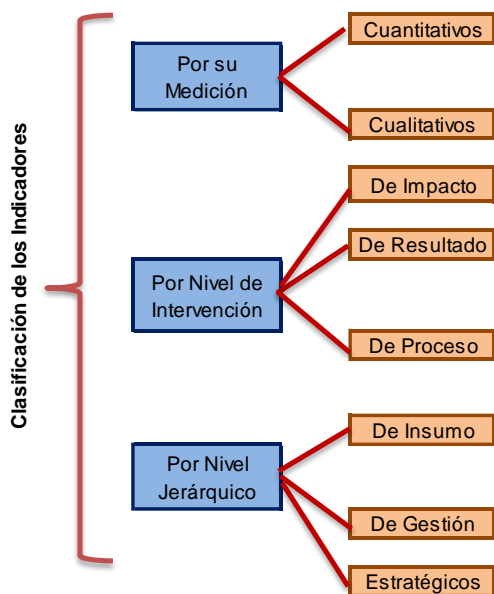 Clasificación de los Indicadores
Por su
Medición
Cuantitativos
Cualitativos
Por Nivel de
Intervención
De Impacto
De Resultado
De Proceso
Por Nivel
Jerárquico
De Insumo
De Gestión
Estratégicos